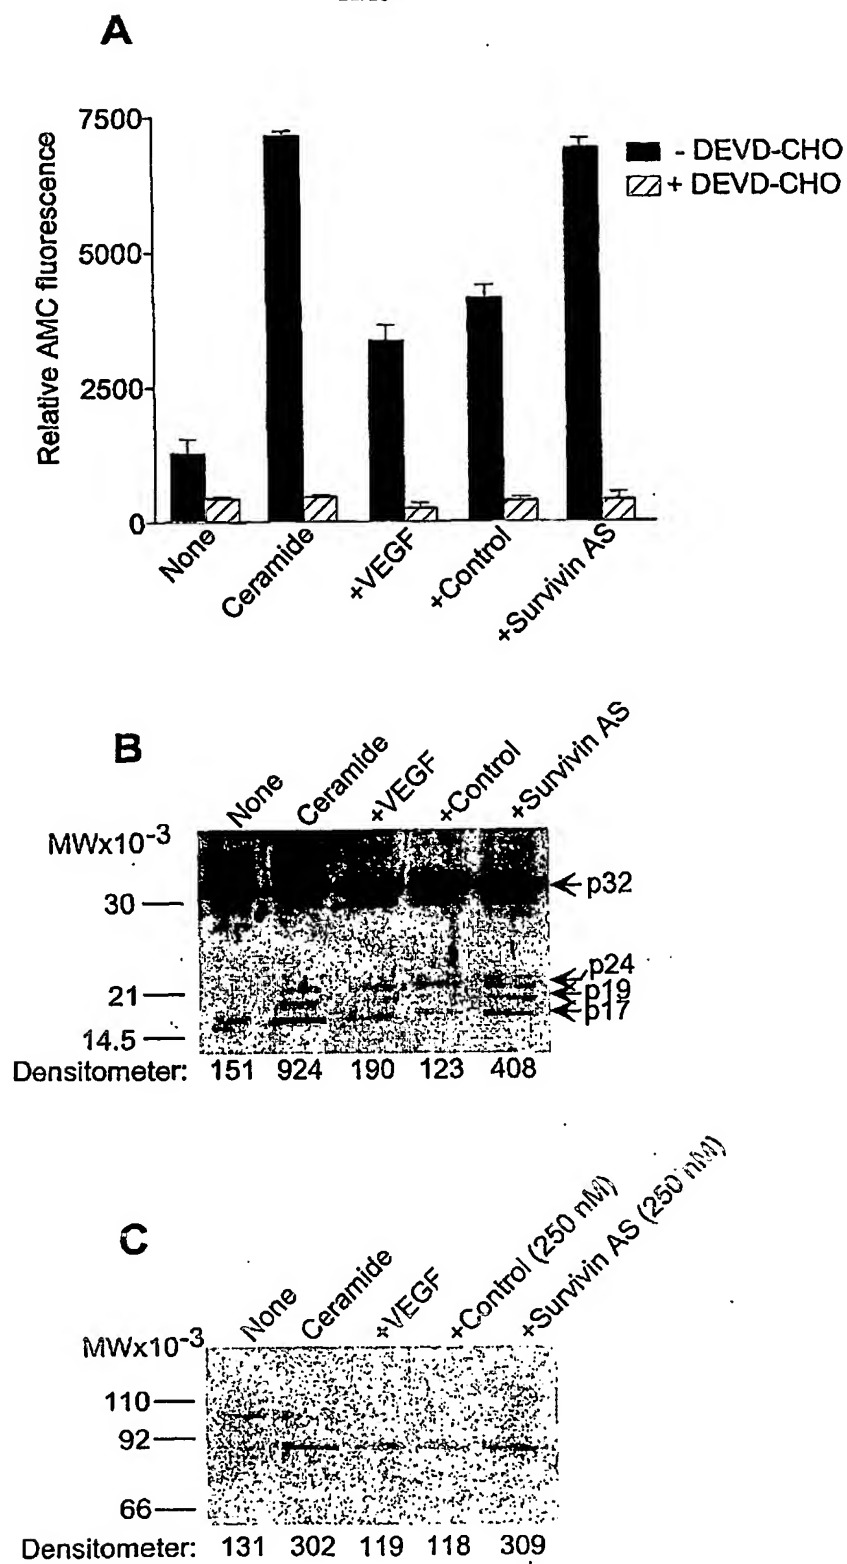 A
7500
- DEVD-CHO
+ DEVD-CHO
5000
Relative AMC fluorescence
2500
0
None
Ceramide
+VEGF
+Control
+Survivin AS
B
None
Ceramide
+VEGF
+Control
+Survivin AS
MWx10-3
p32
30
p24
21
p19
p17
14.5
Densitometer: 151 924 190 123 408
C
None
Ceramide
+VEGF
+Control (250 nM)
+Survivin AS (250 nM)
MWx10-3
110
92
66
Densitometer: 131 302 119 118 309